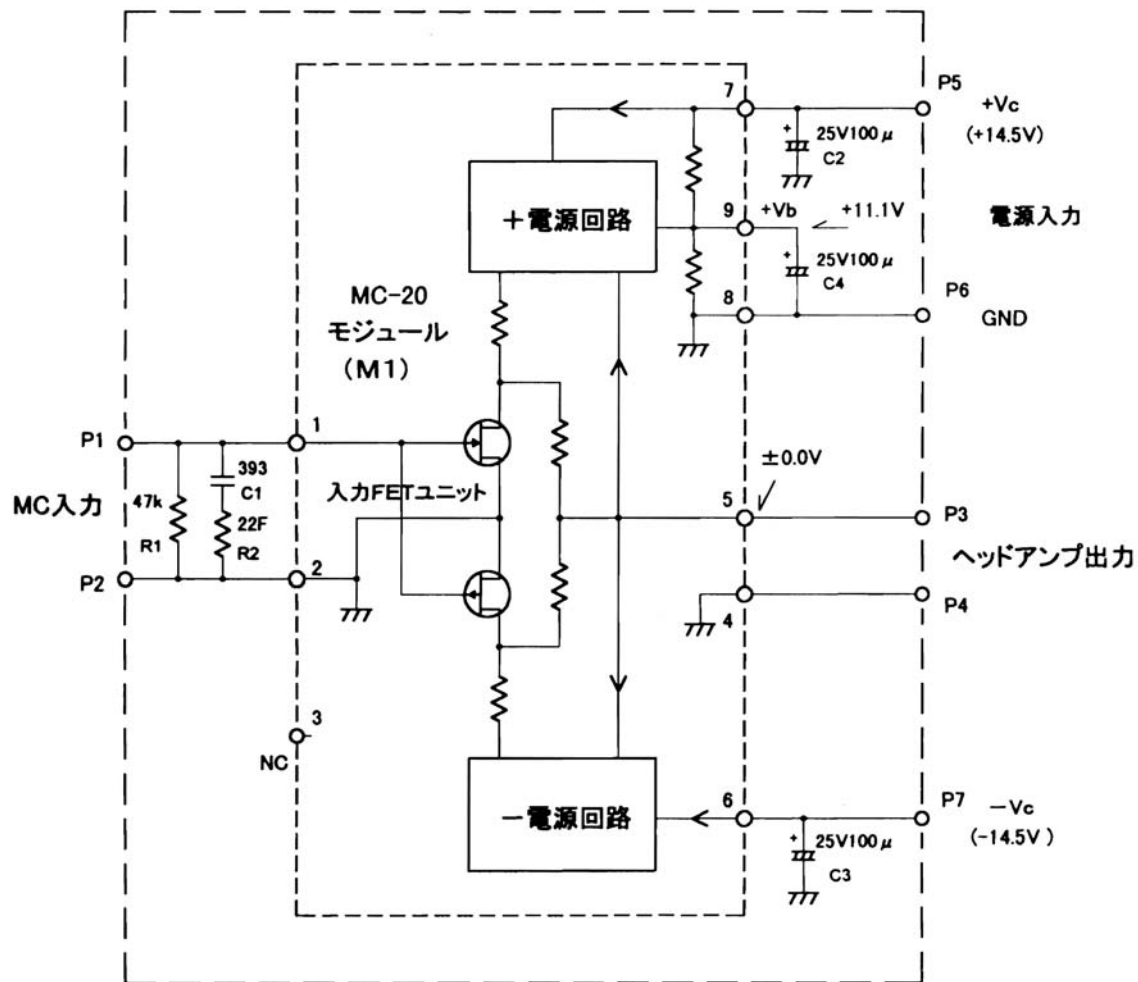 7
P5
+Vc
(+14.5V)
+
25V100μ
C2
+電源回路
9
+Vb
+11.1V
電源入力
+
25V100μ
C4
8
P6
GND
MC-20
モジュール
(M1)
P1
1
MC入力
47k
R1
393
C1
22F
R2
入力FETユニット
±0.0V
5
P3
ヘッドアンプ出力
P2
2
4
P4
3
NC
−電源回路
6
P7
−Vc
(-14.5V)
+
25V100μ
C3